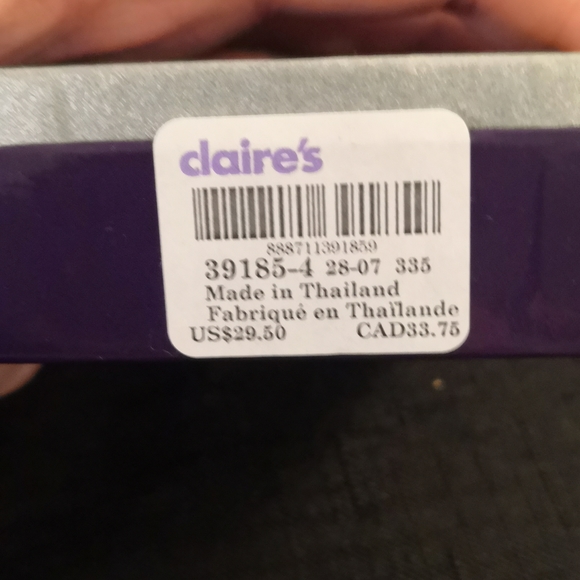 claire's
888711391859
39185-4 28-07 335
Made in Thailand
Fabriqué en Thaïlande
US$29.50 CAD33.75